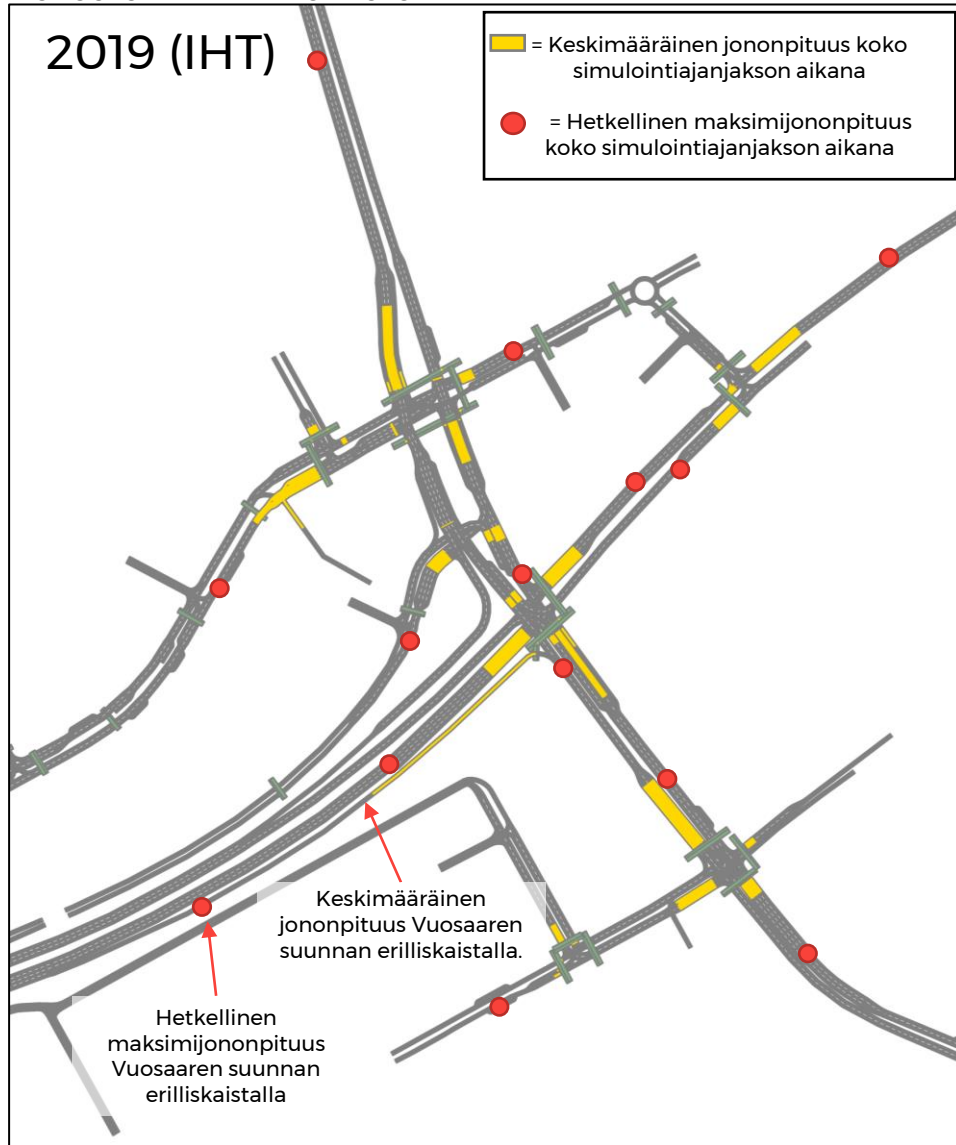 2019 (IHT)
= Keskimääräinen jononpituus koko
simulointiajanjakson aikana
= Hetkellinen maksimijononpituus
koko simulointiajanjakson aikana
Keskimääräinen
jononpituus Vuosaaren
suunnan erilliskaistalla.
Hetkellinen
maksimijononpituus
Vuosaaren suunnan
erilliskaistalla